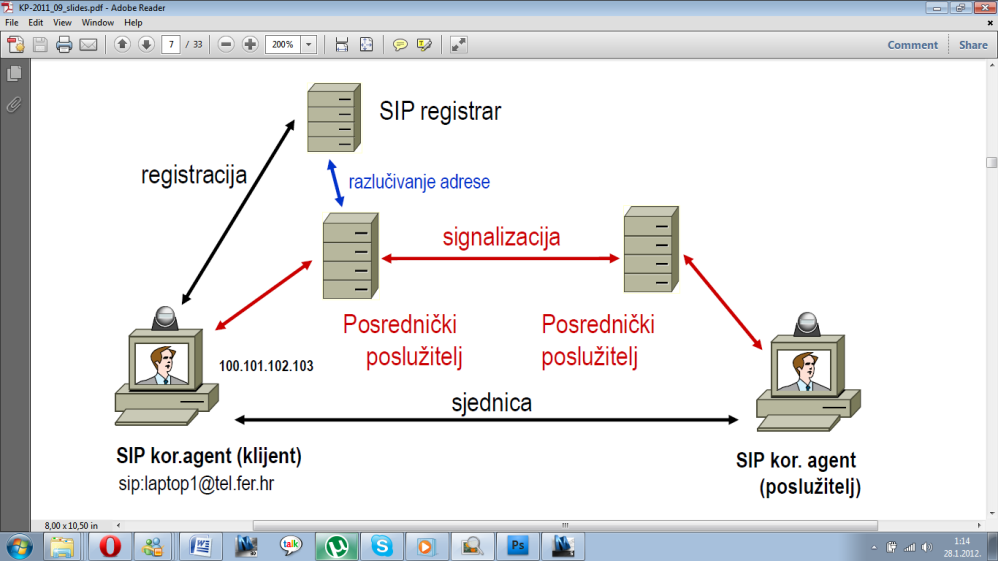 KP-2011_09_slides.pdf - Adobe Reader
File Edit View Window Help
7 / 33 200% Comment Share
SIP registrar
registracija
razlučivanje adrese
signalizacija
Posrednički
poslužitelj
Posrednički
poslužitelj
100.101.102.103
sjednica
SIP kor.agent (klijent)
sip:laptop1@tel.fer.hr
SIP kor. agent
(poslužitelj)
8,00 x 10,50 in
talk
Ps
1:14
28.1.2012.